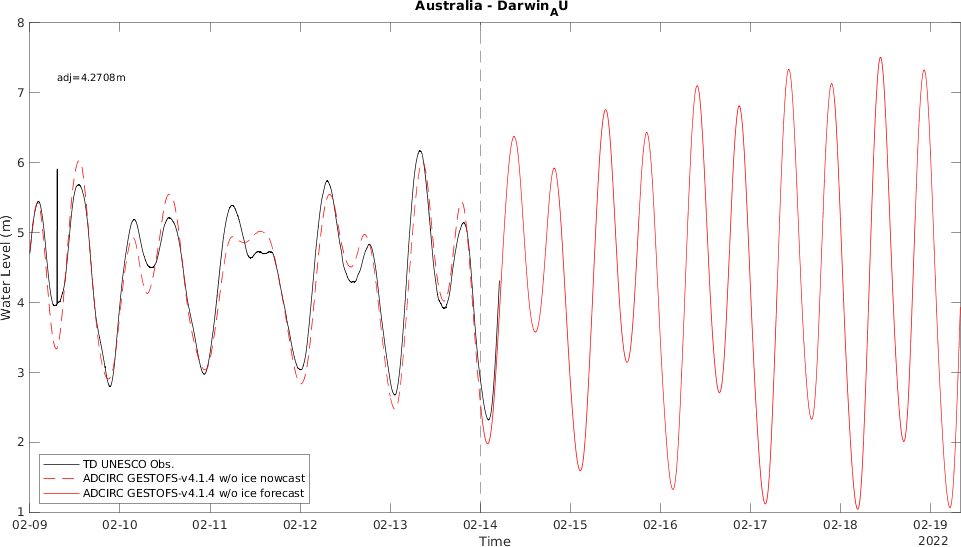 Australia - Darwin_AU
adj=4.2708m
Water Level (m)
8
7
6
5
4
3
2
1
TD UNESCO Obs.
ADCIRC GESTOFS-v4.1.4 w/o ice nowcast
ADCIRC GESTOFS-v4.1.4 w/o ice forecast
02-09 02-10 02-11 02-12 02-13 02-14 02-15 02-16 02-17 02-18 02-19
Time
2022